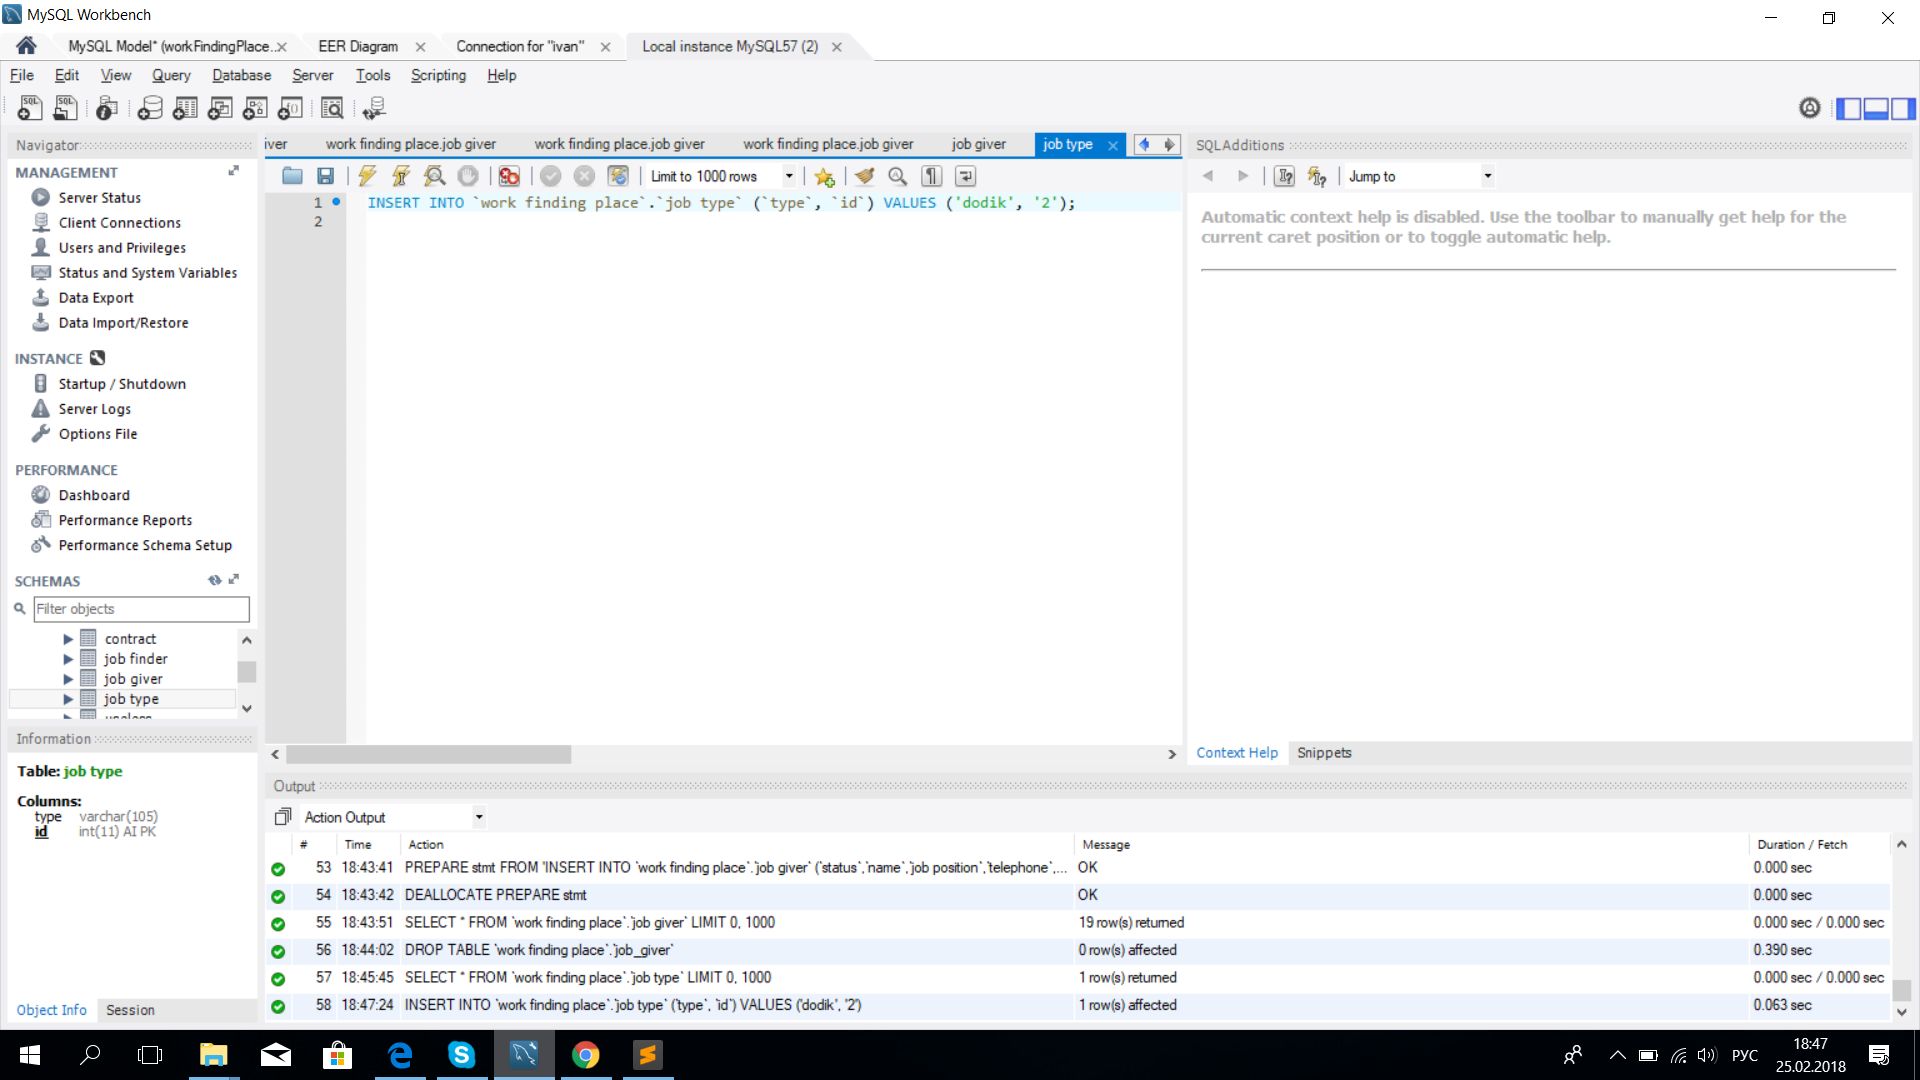 MySQL Workbench
MySQL Model* (workFindingPlace..
EER Diagram
Connection for "ivan"
Local instance MySQL57 (2)
File Edit View Query Database Server Tools Scripting Help
Navigator
MANAGEMENT
Server Status
Client Connections
Users and Privileges
Status and System Variables
Data Export
Data Import/Restore
INSTANCE
Startup / Shutdown
Server Logs
Options File
PERFORMANCE
Dashboard
Performance Reports
Performance Schema Setup
SCHEMAS
Filter objects
contract
job finder
job giver
job type
useless
Information
Table: job type
Columns:
type varchar(105)
id int(11) AI PK
Object Info Session
iver work finding place.job giver work finding place.job giver work finding place.job giver job giver job type
Limit to 1000 rows
1 INSERT INTO `work finding place`.`job type` (`type`, `id`) VALUES ('dodik', '2');
2
SQLAdditions
Jump to
Automatic context help is disabled. Use the toolbar to manually get help for the
current caret position or to toggle automatic help.
Context Help Snippets
Output
Action Output
# Time Action Message Duration / Fetch
53 18:43:41 PREPARE stmt FROM 'INSERT INTO `work finding place`.`job giver` (`status`,`name`,`job position`,`telephone`,... OK 0.000 sec
54 18:43:42 DEALLOCATE PREPARE stmt OK 0.000 sec
55 18:43:51 SELECT * FROM `work finding place`.`job giver` LIMIT 0, 1000 19 row(s) returned 0.000 sec / 0.000 sec
56 18:44:02 DROP TABLE `work finding place`.`job_giver` 0 row(s) affected 0.390 sec
57 18:45:45 SELECT * FROM `work finding place`.`job type` LIMIT 0, 1000 1 row(s) returned 0.000 sec / 0.000 sec
58 18:47:24 INSERT INTO `work finding place`.`job type` (`type`, `id`) VALUES ('dodik', '2') 1 row(s) affected 0.063 sec
РУС
18:47
25.02.2018